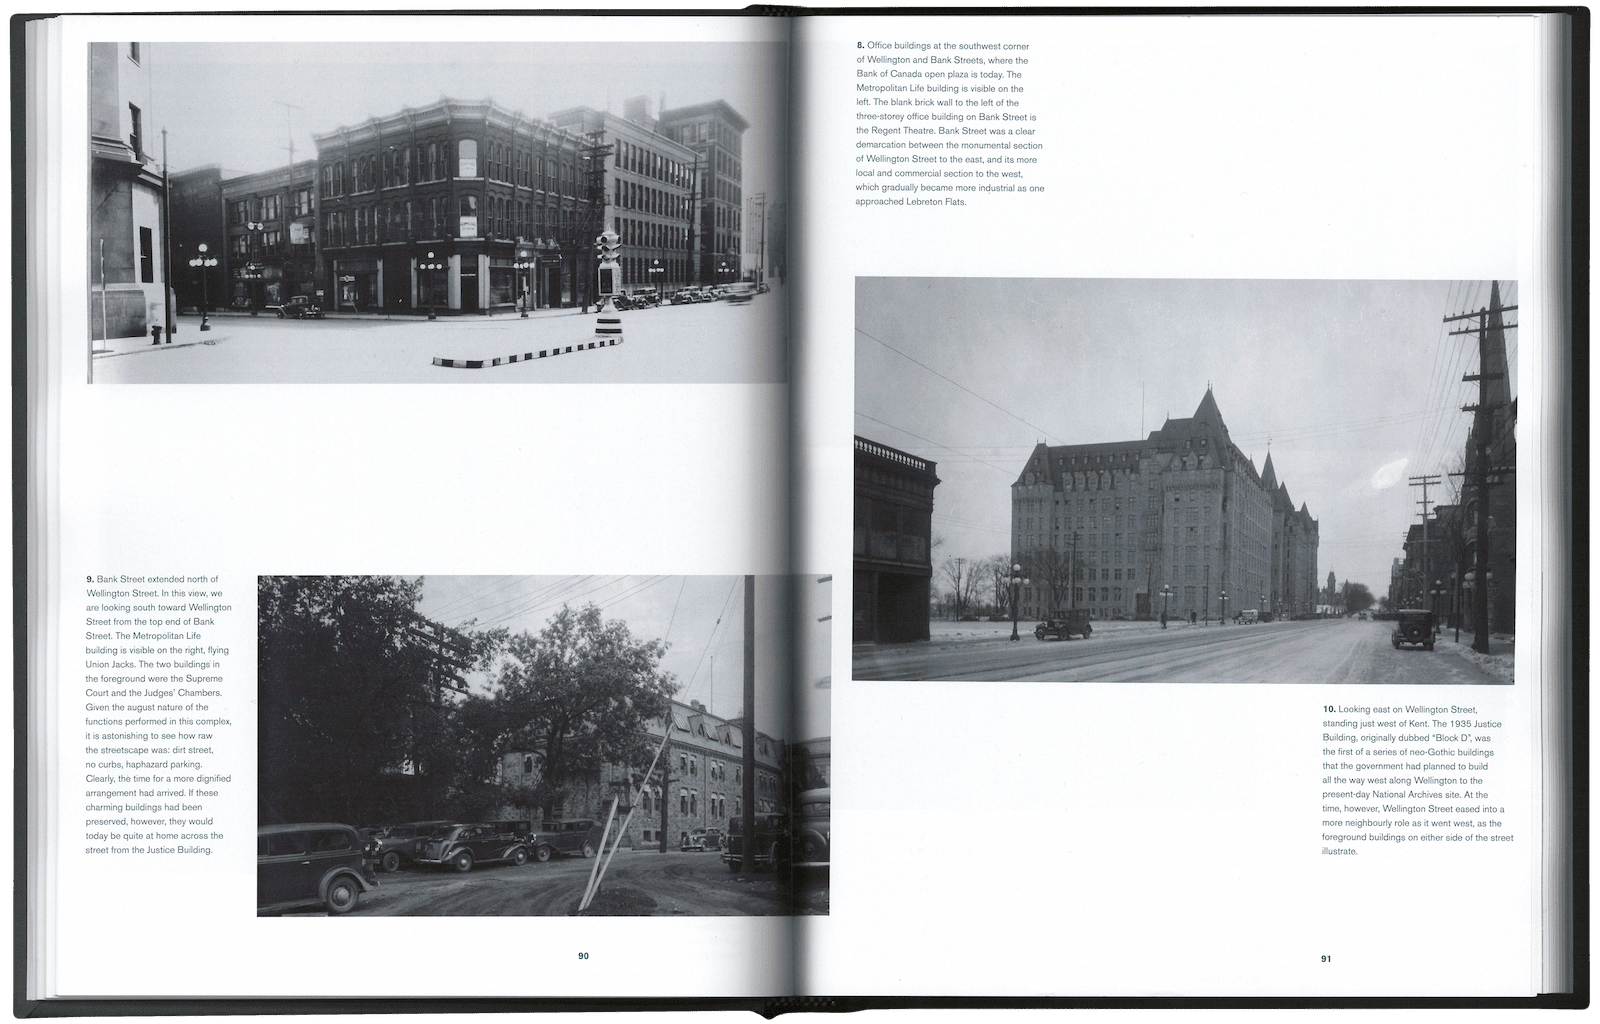 8. Office buildings at the southwest corner
of Wellington and Bank Streets, where the
Bank of Canada open plaza is today. The
Metropolitan Life building is visible on the
left. The blank brick wall to the left of the
three-storey office building on Bank Street is
the Regent Theatre. Bank Street was a clear
demarcation between the monumental section
of Wellington Street to the east, and its more
local and commercial section to the west,
which gradually became more industrial as one
approached Lebreton Flats.
9. Bank Street extended north of
Wellington Street. In this view, we
are looking south toward Wellington
Street from the top end of Bank
Street. The Metropolitan Life
building is visible on the right, flying
Union Jacks. The two buildings in
the foreground were the Supreme
Court and the Judges' Chambers.
Given the august nature of the
functions performed in this complex,
it is astonishing to see how raw
the streetscape was: dirt street,
no curbs, haphazard parking.
Clearly, the time for a more dignified
arrangement had arrived. If these
charming buildings had been
preserved, however, they would
today be quite at home across the
street from the Justice Building.
90
10. Looking east on Wellington Street,
standing just west of Kent. The 1935 Justice
Building, originally dubbed “Block D”, was
the first of a series of neo-Gothic buildings
that the government had planned to build
all the way west along Wellington to the
present-day National Archives site. At the
time, however, Wellington Street eased into a
more neighbourly role as it went west, as the
foreground buildings on either side of the street
illustrate.
91